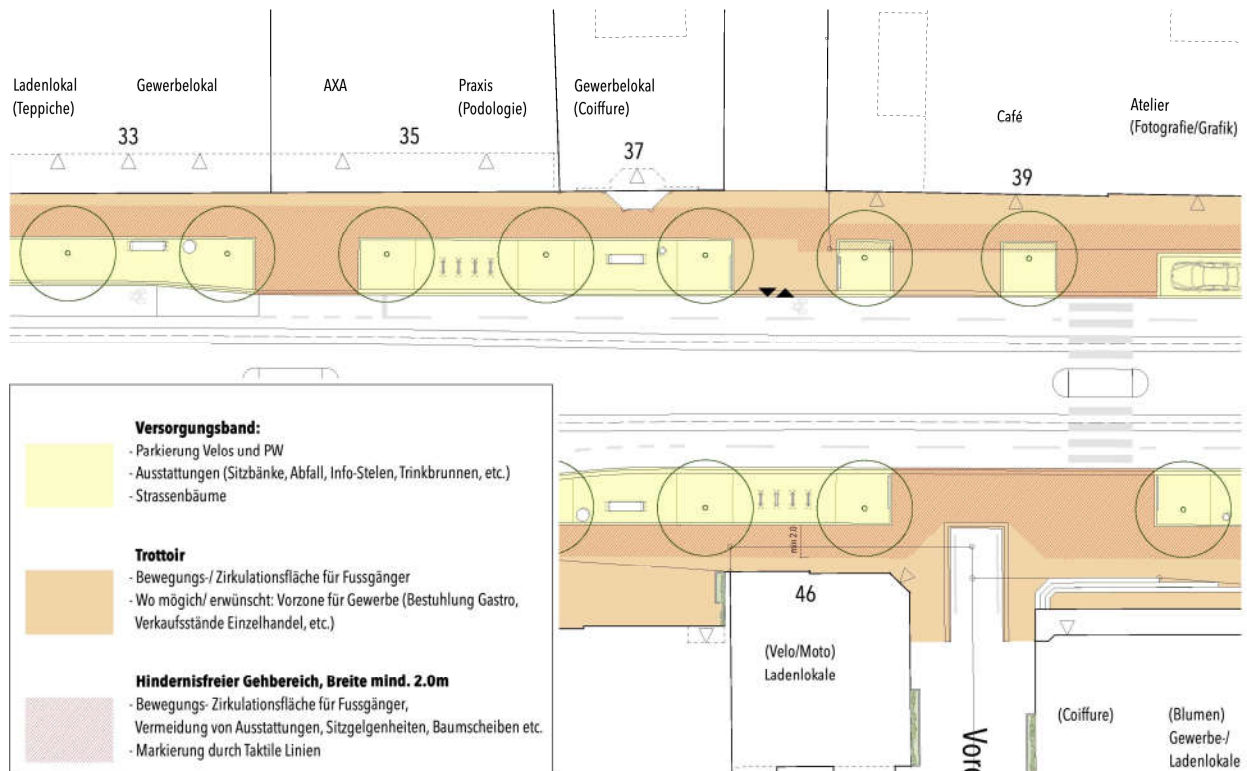 Ladenlokal
(Teppiche)
Gewerbelokal
AXA
Praxis
(Podologie)
Gewerbelokal
(Coiffure)
Café
Atelier
(Fotografie/Grafik)
33
35
37
39
Versorgungsband:
- Parkierung Velos und PW
- Ausstattungen (Sitzbänke, Abfall, Info-Stelen, Trinkbrunnen, etc.)
- Strassenbäume
Trottoir
- Bewegungs-/ Zirkulationsfläche für Fussgänger
- Wo möglich/ erwünscht: Vorzone für Gewerbe (Bestuhlung Gastro,
Verkaufsstände Einzelhandel, etc.)
Hindernisfreier Gehbereich, Breite mind. 2.0m
- Bewegungs- Zirkulationsfläche für Fussgänger,
Vermeidung von Ausstattungen, Sitzgelgenheiten, Baumscheiben etc.
- Markierung durch Taktile Linien
min 2.0
46
(Velo/Moto)
Ladenlokale
(Coiffure)
(Blumen)
Gewerbe-/
Ladenlokale